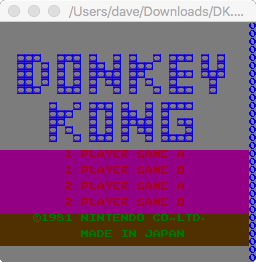 /Users/dave/Downloads/DK....
DONKEY
KONG
1 PLAYER GAME A
1 PLAYER GAME B
2 PLAYER GAME A
2 PLAYER GAME B
©1981 NINTENDO CO.,LTD.
MADE IN JAPAN